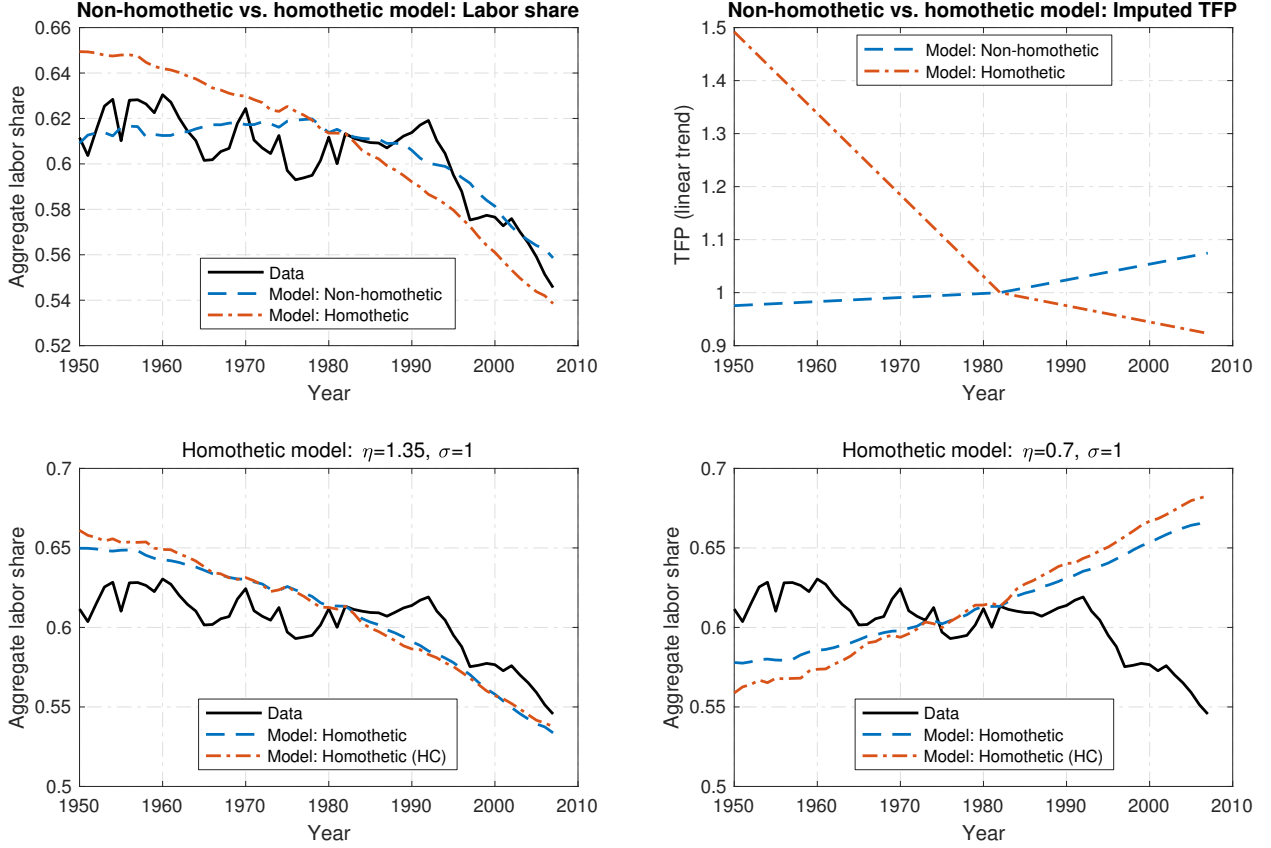 Non-homothetic vs. homothetic model: Labor share
0.66
0.64
0.62
0.6
0.58
0.56
0.54
0.52
Aggregate labor share
Data
Model: Non-homothetic
Model: Homothetic
1950 1960 1970 1980 1990 2000 2010
Year
Non-homothetic vs. homothetic model: Imputed TFP
1.5
1.4
1.3
1.2
1.1
1
0.9
TFP (linear trend)
Model: Non-homothetic
Model: Homothetic
1950 1960 1970 1980 1990 2000 2010
Year
Homothetic model: η=1.35, σ=1
0.7
0.65
0.6
0.55
0.5
Aggregate labor share
Data
Model: Homothetic
Model: Homothetic (HC)
1950 1960 1970 1980 1990 2000 2010
Year
Homothetic model: η=0.7, σ=1
0.7
0.65
0.6
0.55
0.5
Aggregate labor share
Data
Model: Homothetic
Model: Homothetic (HC)
1950 1960 1970 1980 1990 2000 2010
Year